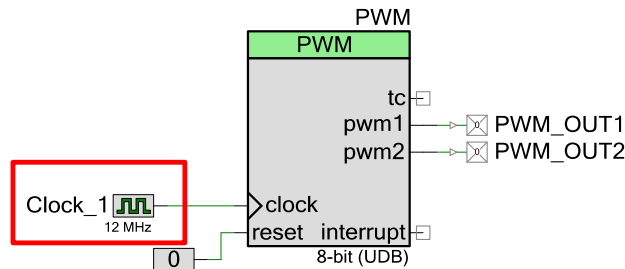 PWM
PWM
tc
pwm1
PWM_OUT1
pwm2
PWM_OUT2
Clock_1
12 MHz
clock
reset
interrupt
0
8-bit (UDB)